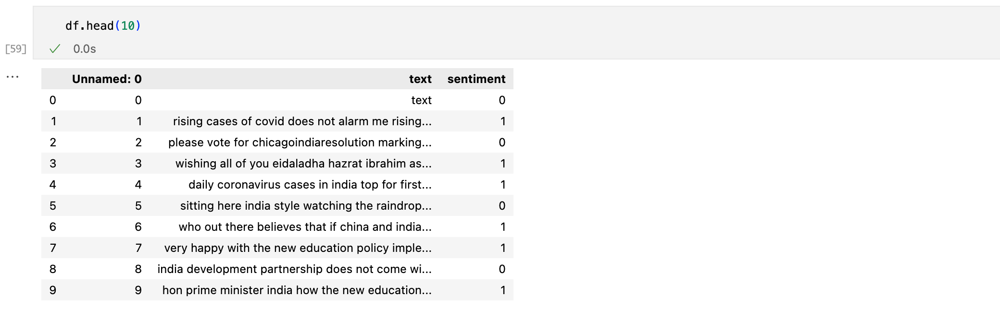 df.head(10)
[59] 0.0s
Unnamed: 0 text sentiment
0 0 text 0
1 1 rising cases of covid does not alarm me rising... 1
2 2 please vote for chicagoindiaresolution marking... 0
3 3 wishing all of you eidaladha hazrat ibrahim as... 1
4 4 daily coronavirus cases in india top for first... 1
5 5 sitting here india style watching the raindrop... 0
6 6 who out there believes that if china and india... 1
7 7 very happy with the new education policy imple... 1
8 8 india development partnership does not come wi... 0
9 9 hon prime minister india how the new education... 1